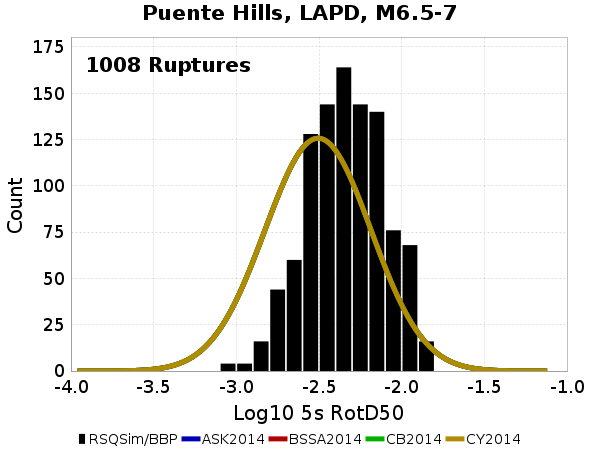 Puente Hills, LAPD, M6.5-7
1008 Ruptures
Count
175
150
125
100
75
50
25
0
-4.0 -3.5 -3.0 -2.5 -2.0 -1.5 -1.0
Log10 5s RotD50
RSQSim/BBP ASK2014 BSSA2014 CB2014 CY2014